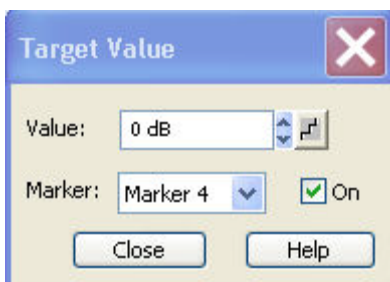 Target Value
Value: 0 dB
Marker: Marker 4 On
Close Help